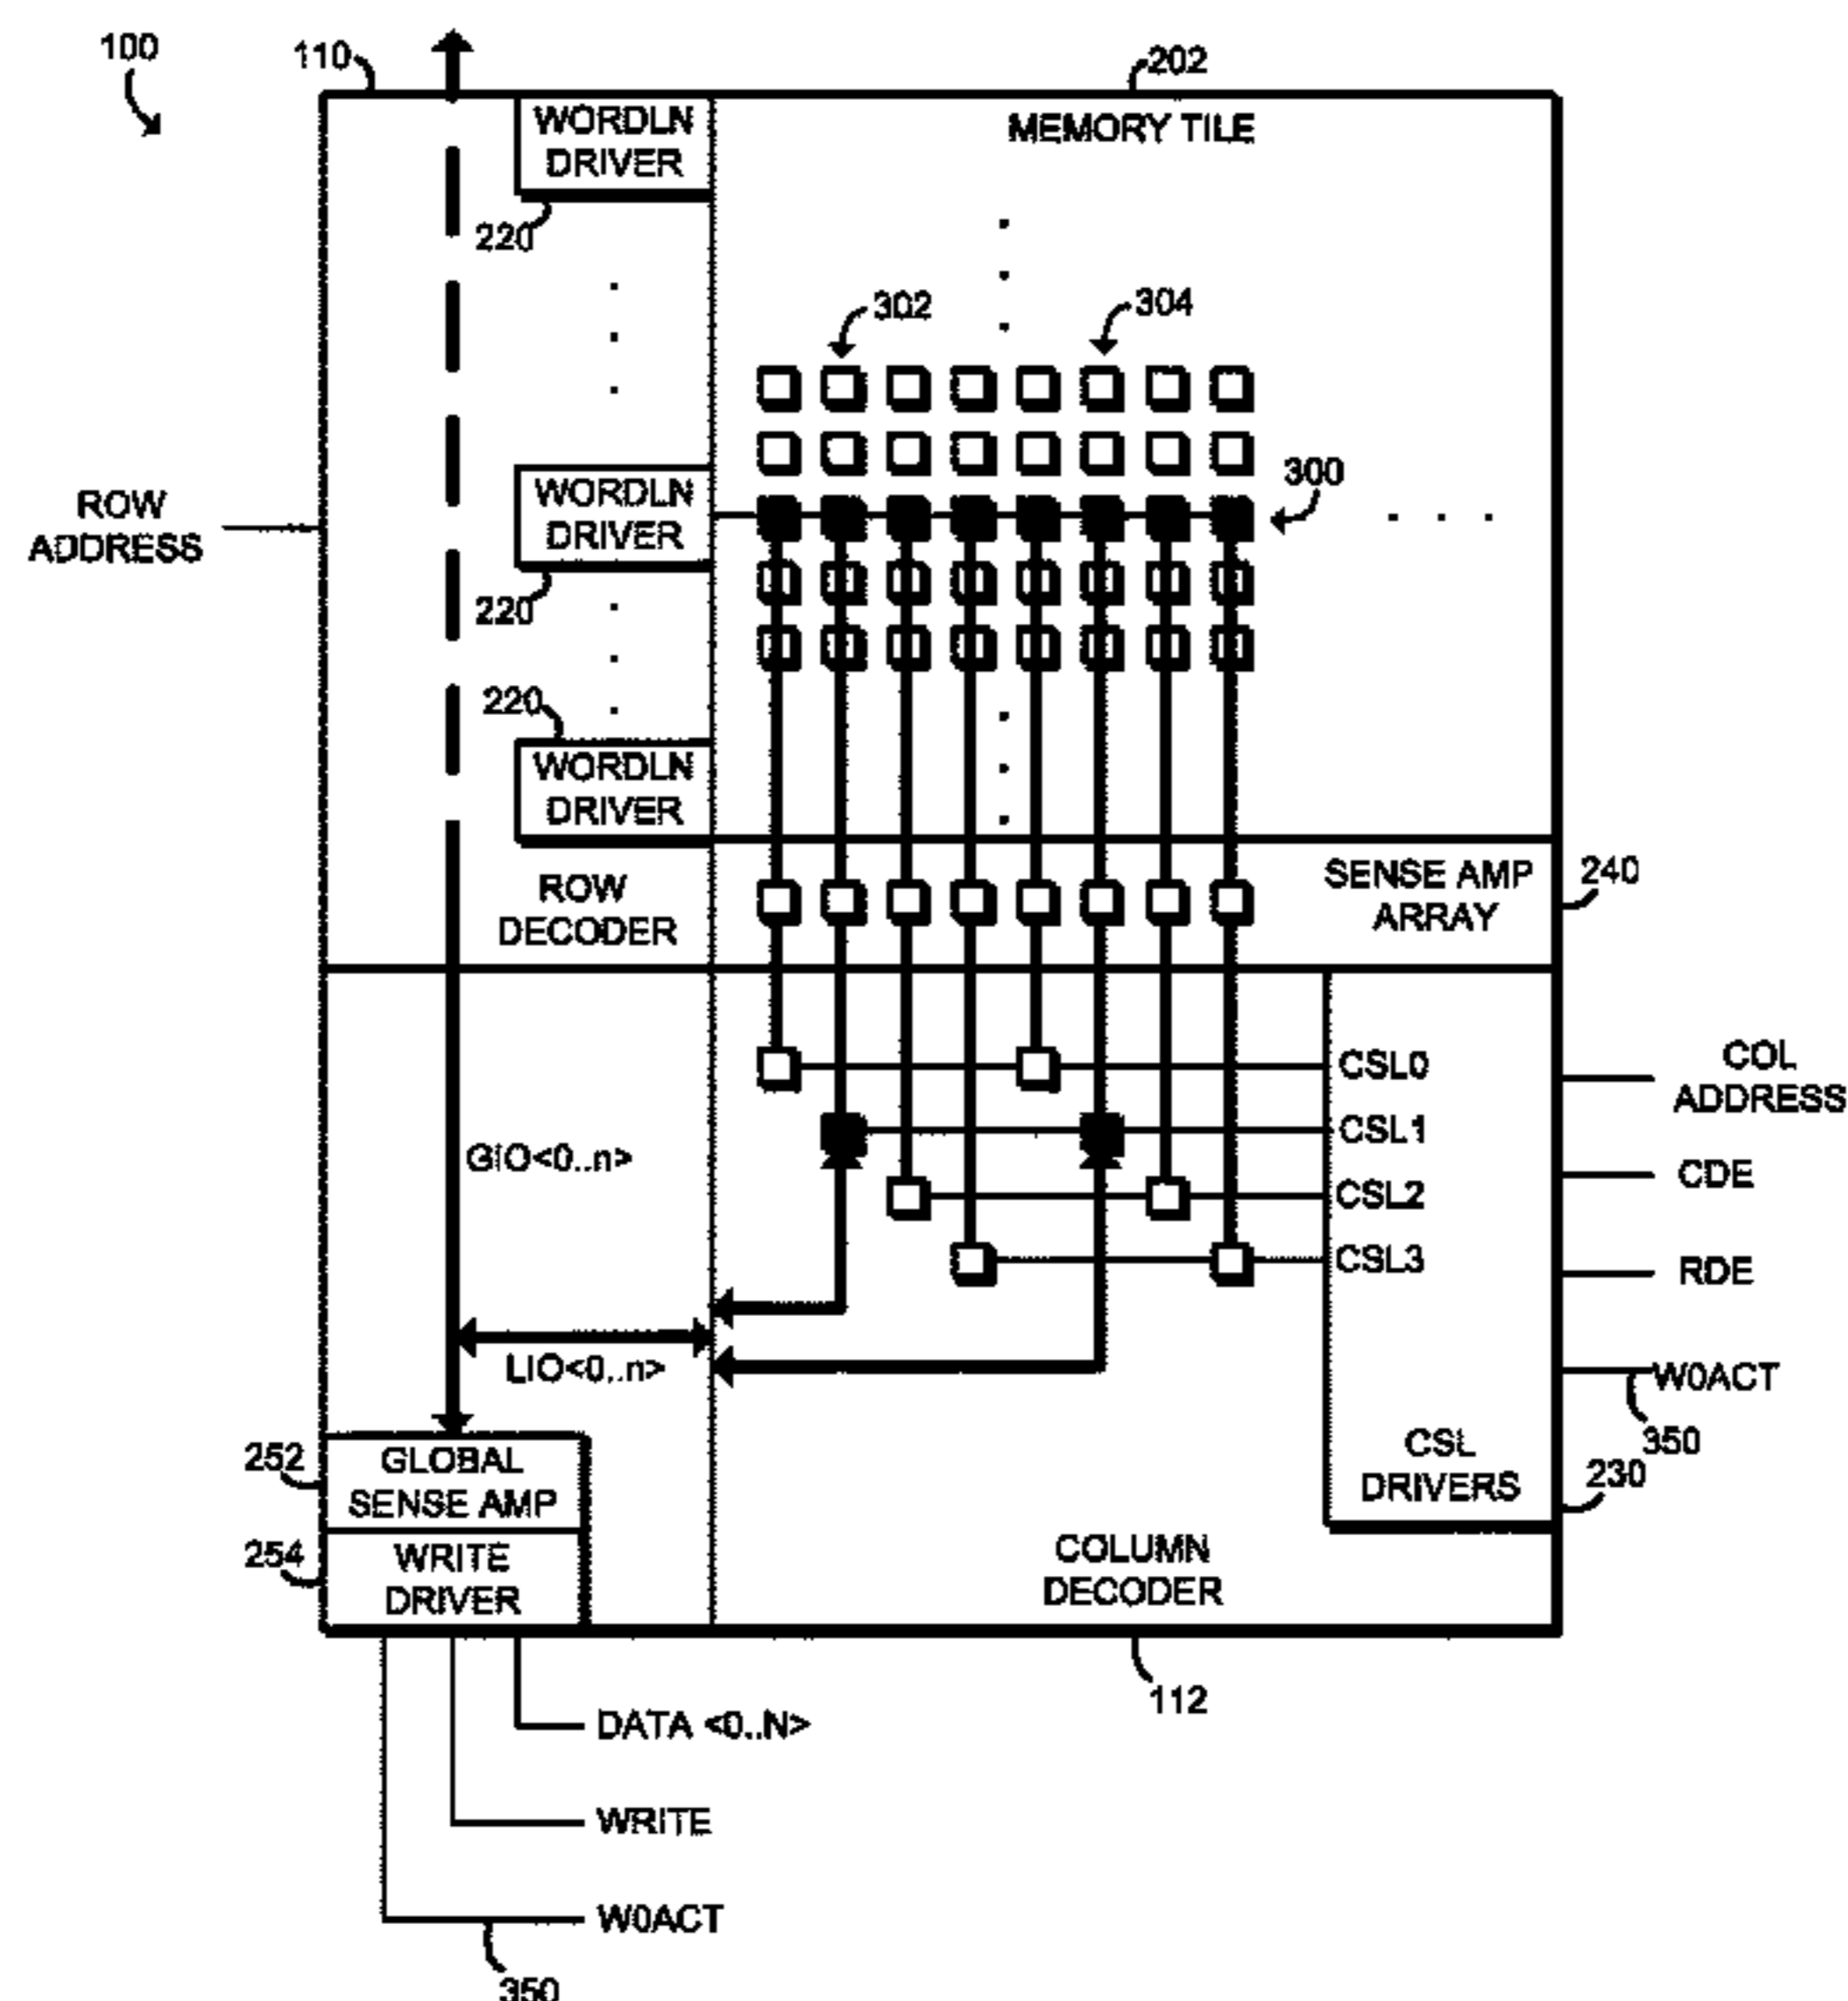 100
110
202
WORDLN
DRIVER
MEMORY TILE
220
302
304
ROW
ADDRESS
WORDLN
DRIVER
300
220
220
WORDLN
DRIVER
ROW
DECODER
SENSE AMP
ARRAY
240
CSL0
COL
ADDRESS
CSL1
GIO<0..n>
CDE
CSL2
CSL3
RDE
LIO<0..n>
W0ACT
350
252
GLOBAL
SENSE AMP
CSL
DRIVERS
230
254
WRITE
DRIVER
COLUMN
DECODER
112
DATA <0..N>
WRITE
W0ACT
350